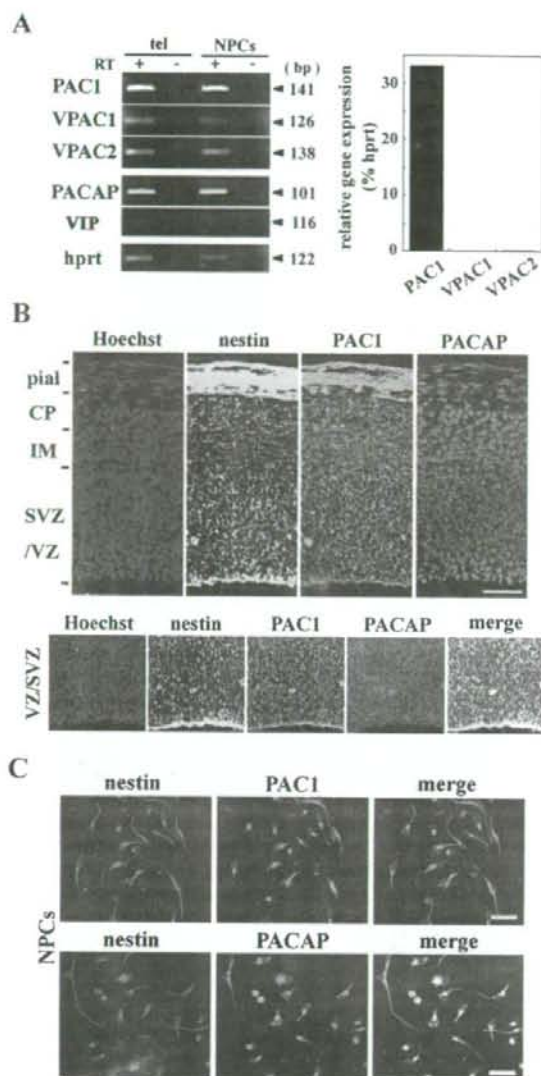 A
tel NPCs
RT + - + - ( bp )
PAC1 141
VPAC1 126
VPAC2 138
PACAP 101
VIP 116
hprt 122
relative gene expression
(% hprt)
30
20
10
0
PAC1 VPAC1 VPAC2
B
Hoechst nestin PAC1 PACAP
pial
CP
IM
SVZ
/VZ
Hoechst nestin PAC1 PACAP merge
VZ/SVZ
C
nestin PAC1 merge
NPCs
nestin PACAP merge